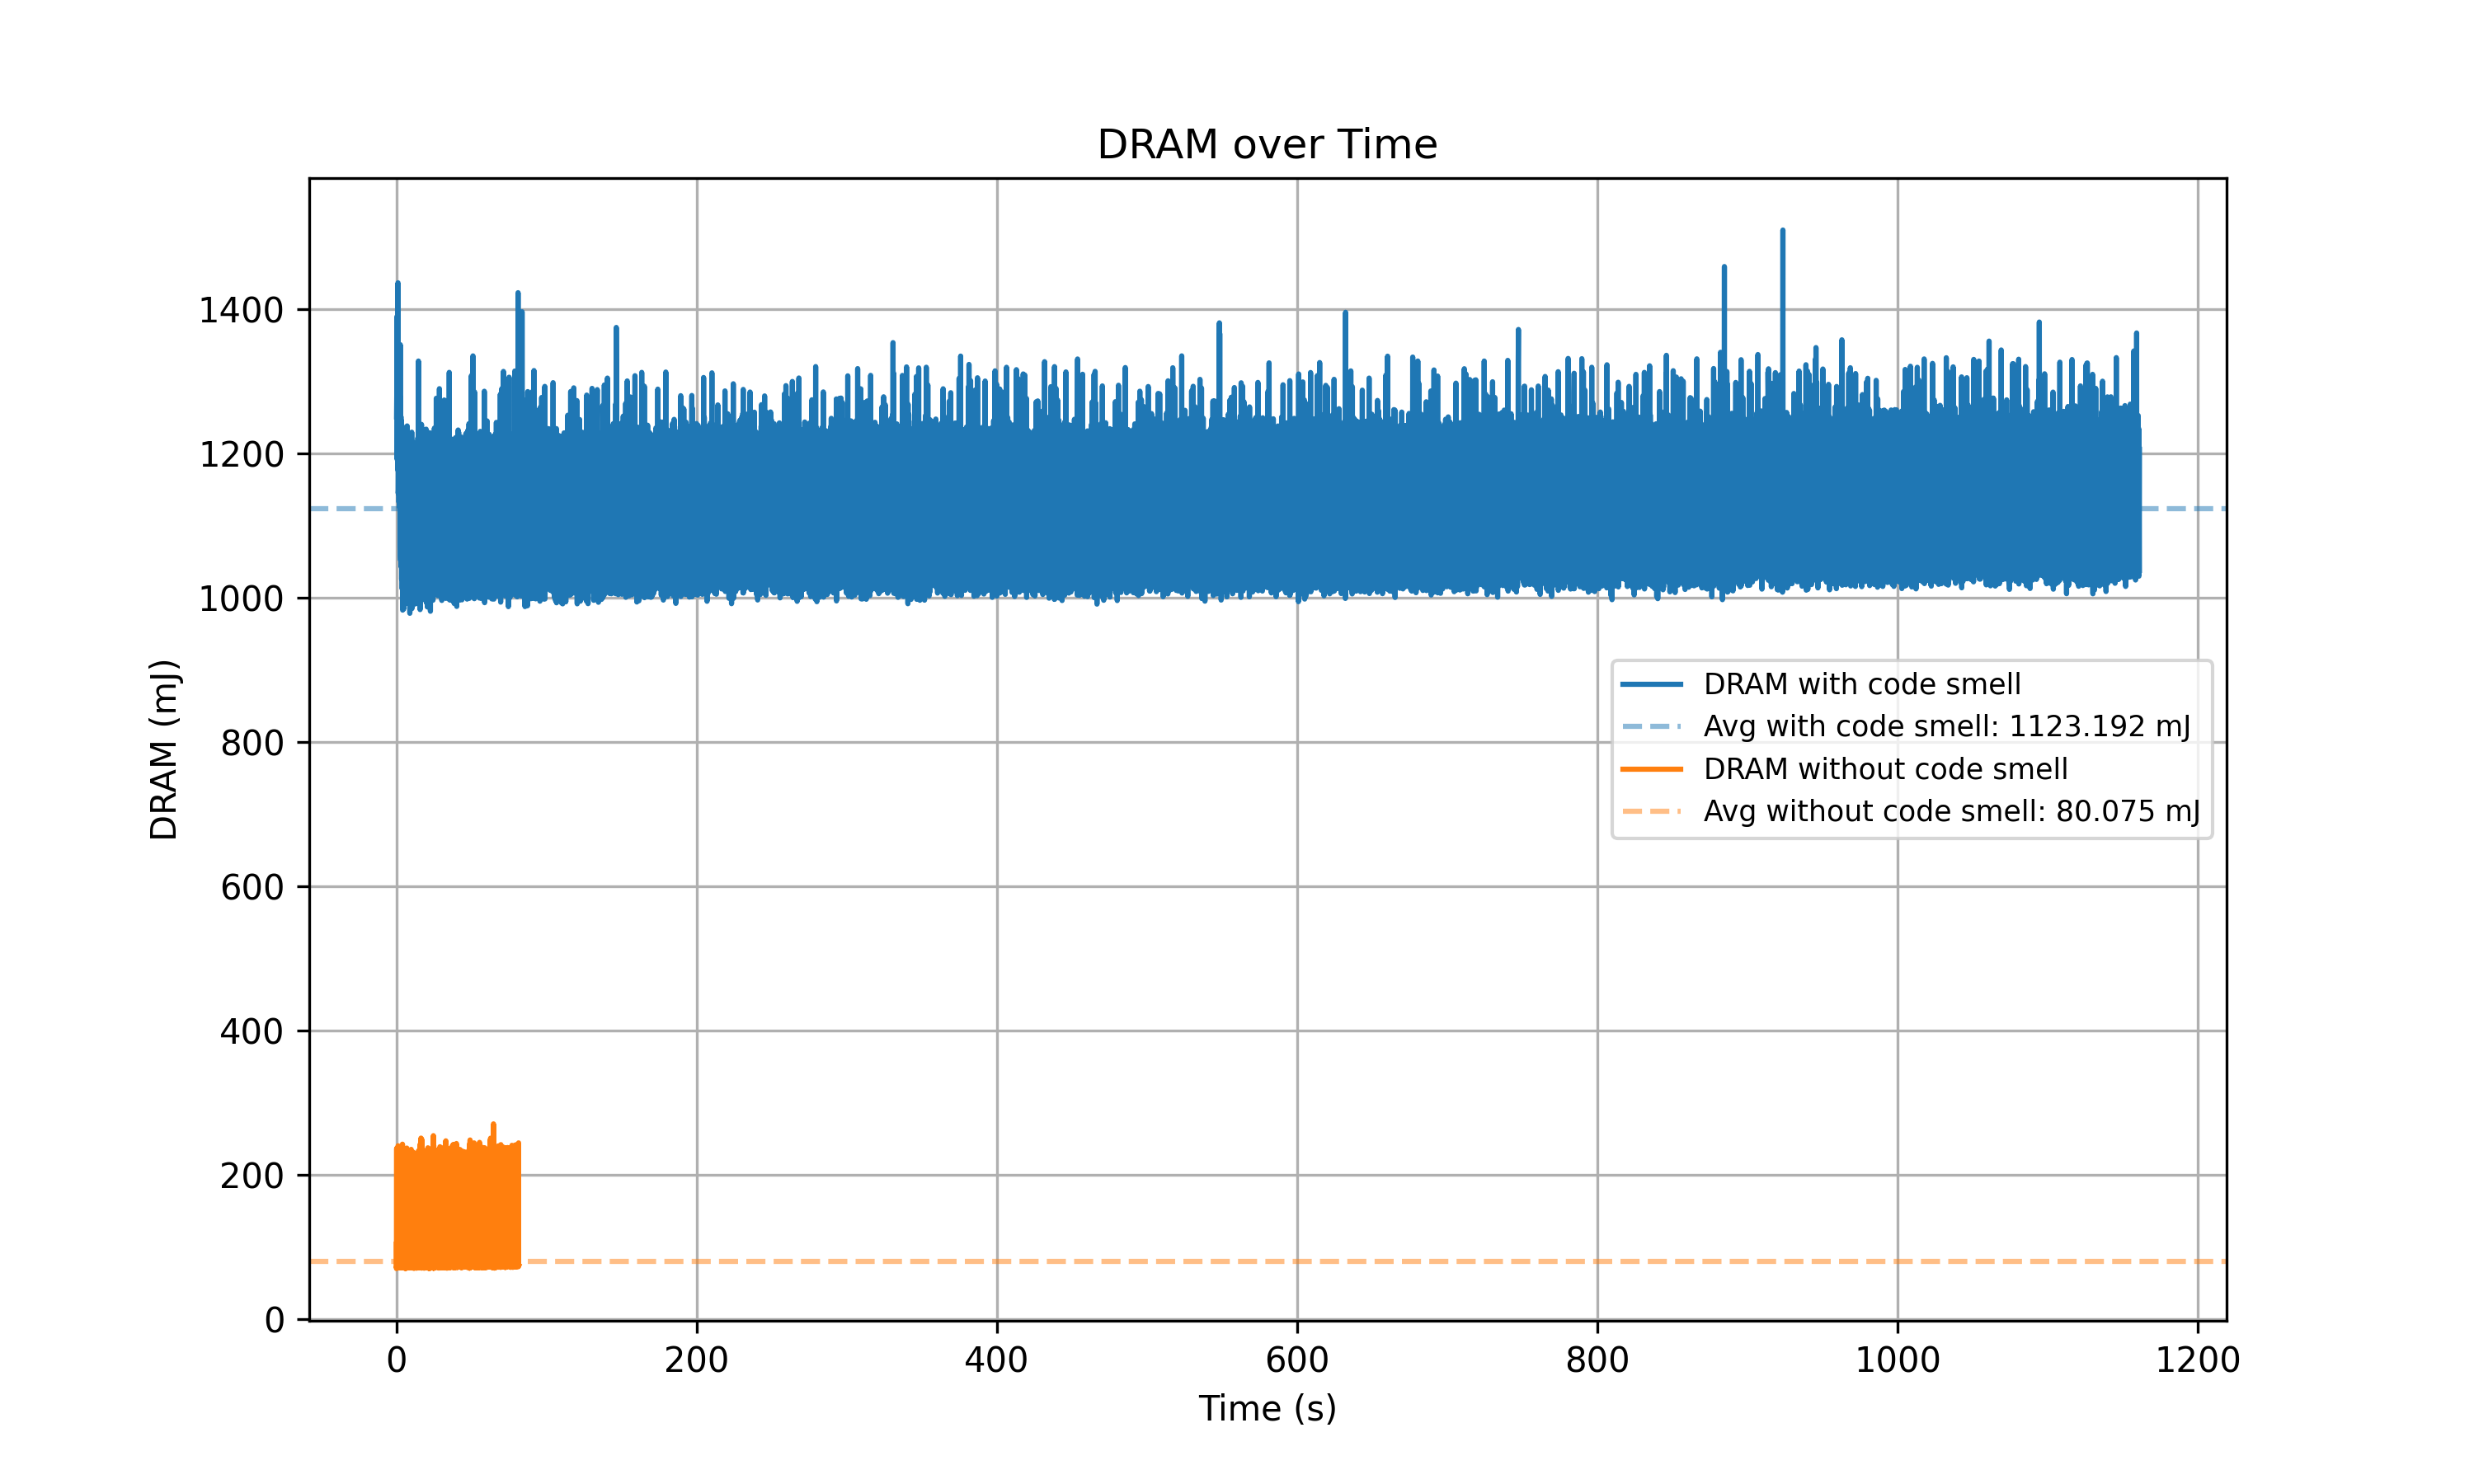 DRAM over Time
DRAM (mJ)
1400
1200
1000
800
600
400
200
0
DRAM with code smell
Avg with code smell: 1123.192 mJ
DRAM without code smell
Avg without code smell: 80.075 mJ
0 200 400 600 800 1000 1200
Time (s)